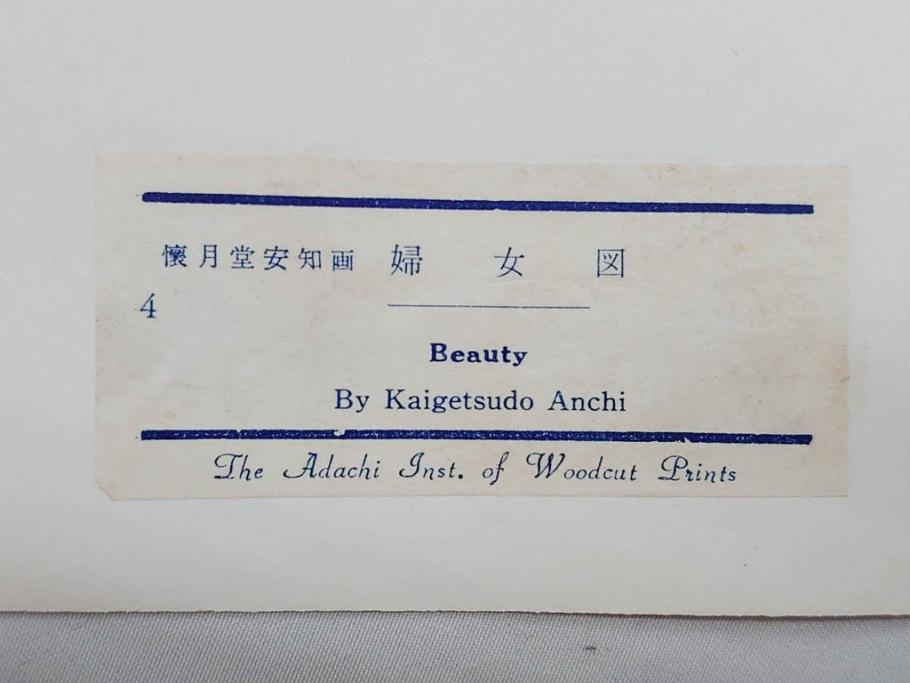 懷月堂安知画 婦女図
4
Beauty
By Kaigetsudo Anchi
The Adachi Inst. of Woodcut Prints